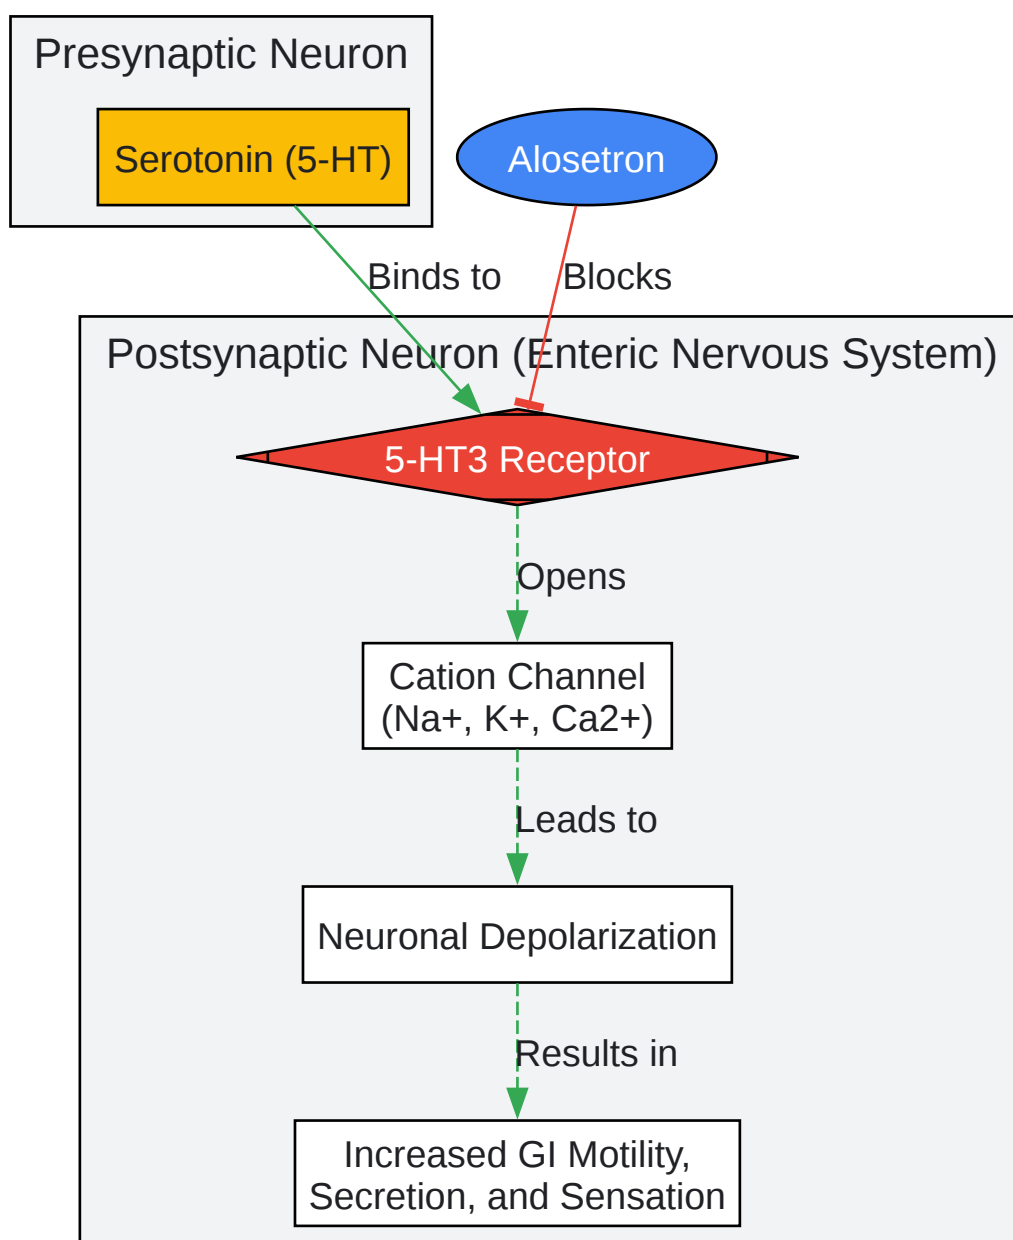 Presynaptic Neuron
Serotonin (5-HT)
Alosetron
Binds to
Blocks
Postsynaptic Neuron (Enteric Nervous System)
5-HT3 Receptor
Opens
Cation Channel
(Na+, K+, Ca2+)
Leads to
Neuronal Depolarization
Results in
Increased GI Motility,
Secretion, and Sensation